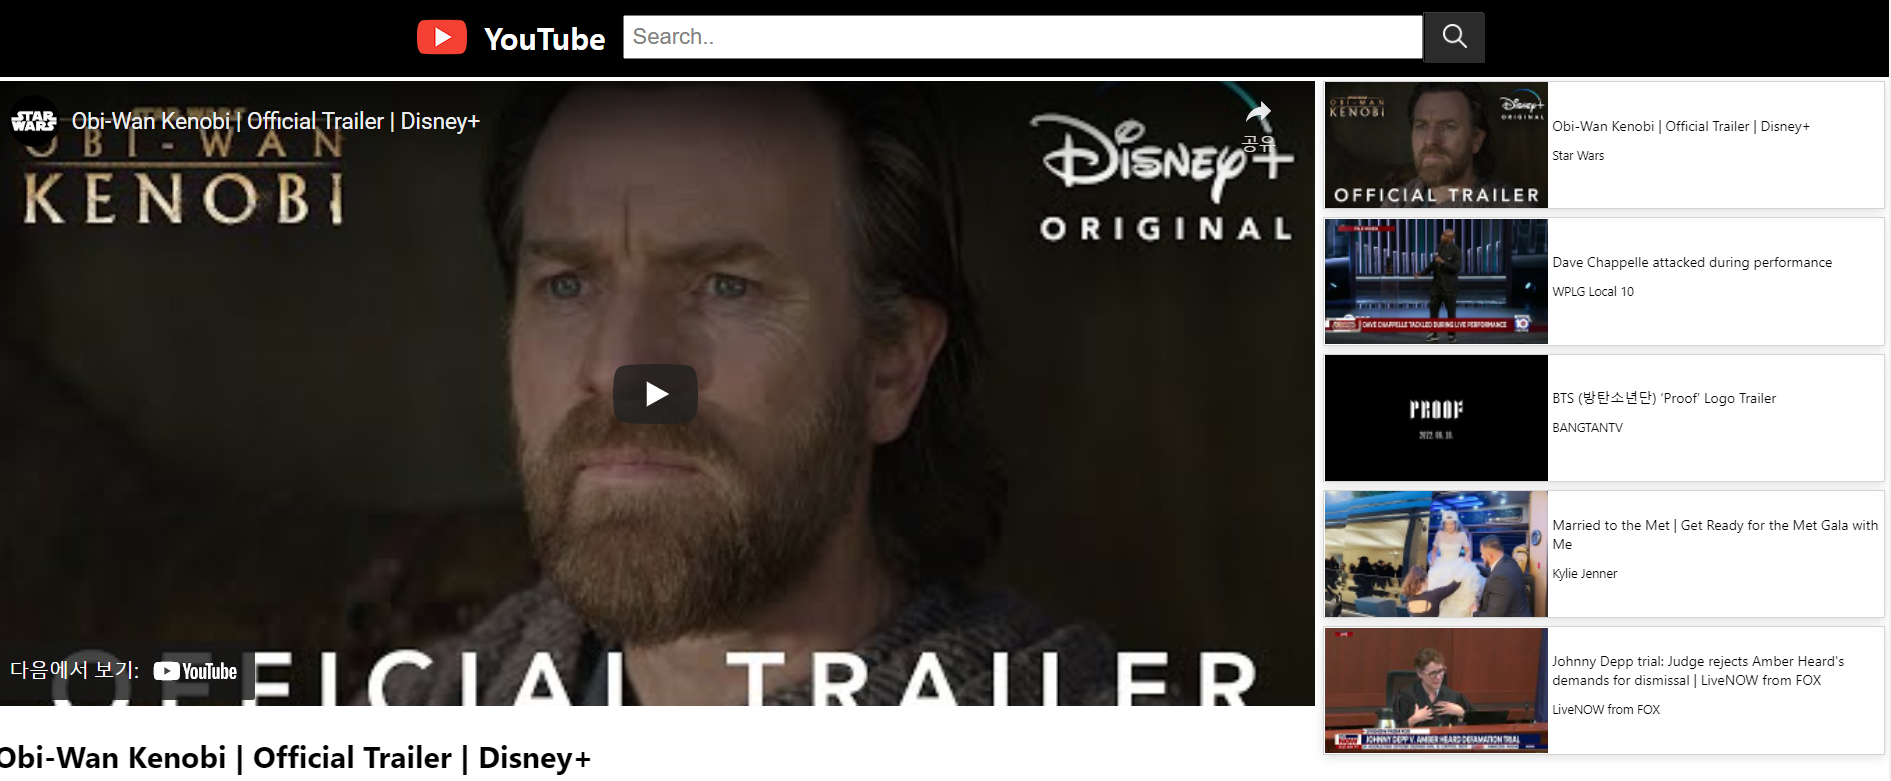 YouTube
Search..
STAR WARS
Obi-Wan Kenobi | Official Trailer | Disney+
공유
OBI-WAN
KENOBI
Disney+
ORIGINAL
다음에서 보기: YouTube
OFFICIAL TRAILER
Obi-Wan Kenobi | Official Trailer | Disney+
OBI-WAN
KENOBI
Disney+
ORIGINAL
OFFICIAL TRAILER
Obi-Wan Kenobi | Official Trailer | Disney+
Star Wars
DAVE CHAPPELLE TACKLED DURING LIVE PERFORMANCE
10
Dave Chappelle attacked during performance
WPLG Local 10
PROOF
2022. 06. 10.
BTS (방탄소년단) ‘Proof’ Logo Trailer
BANGTANTV
Married to the Met | Get Ready for the Met Gala with
Me
Kylie Jenner
LIVENOW FROM FOX
NOW
JOHNNY DEPP V. AMBER HEARD DEFAMATION TRIAL
Johnny Depp trial: Judge rejects Amber Heard's
demands for dismissal | LiveNOW from FOX
LiveNOW from FOX